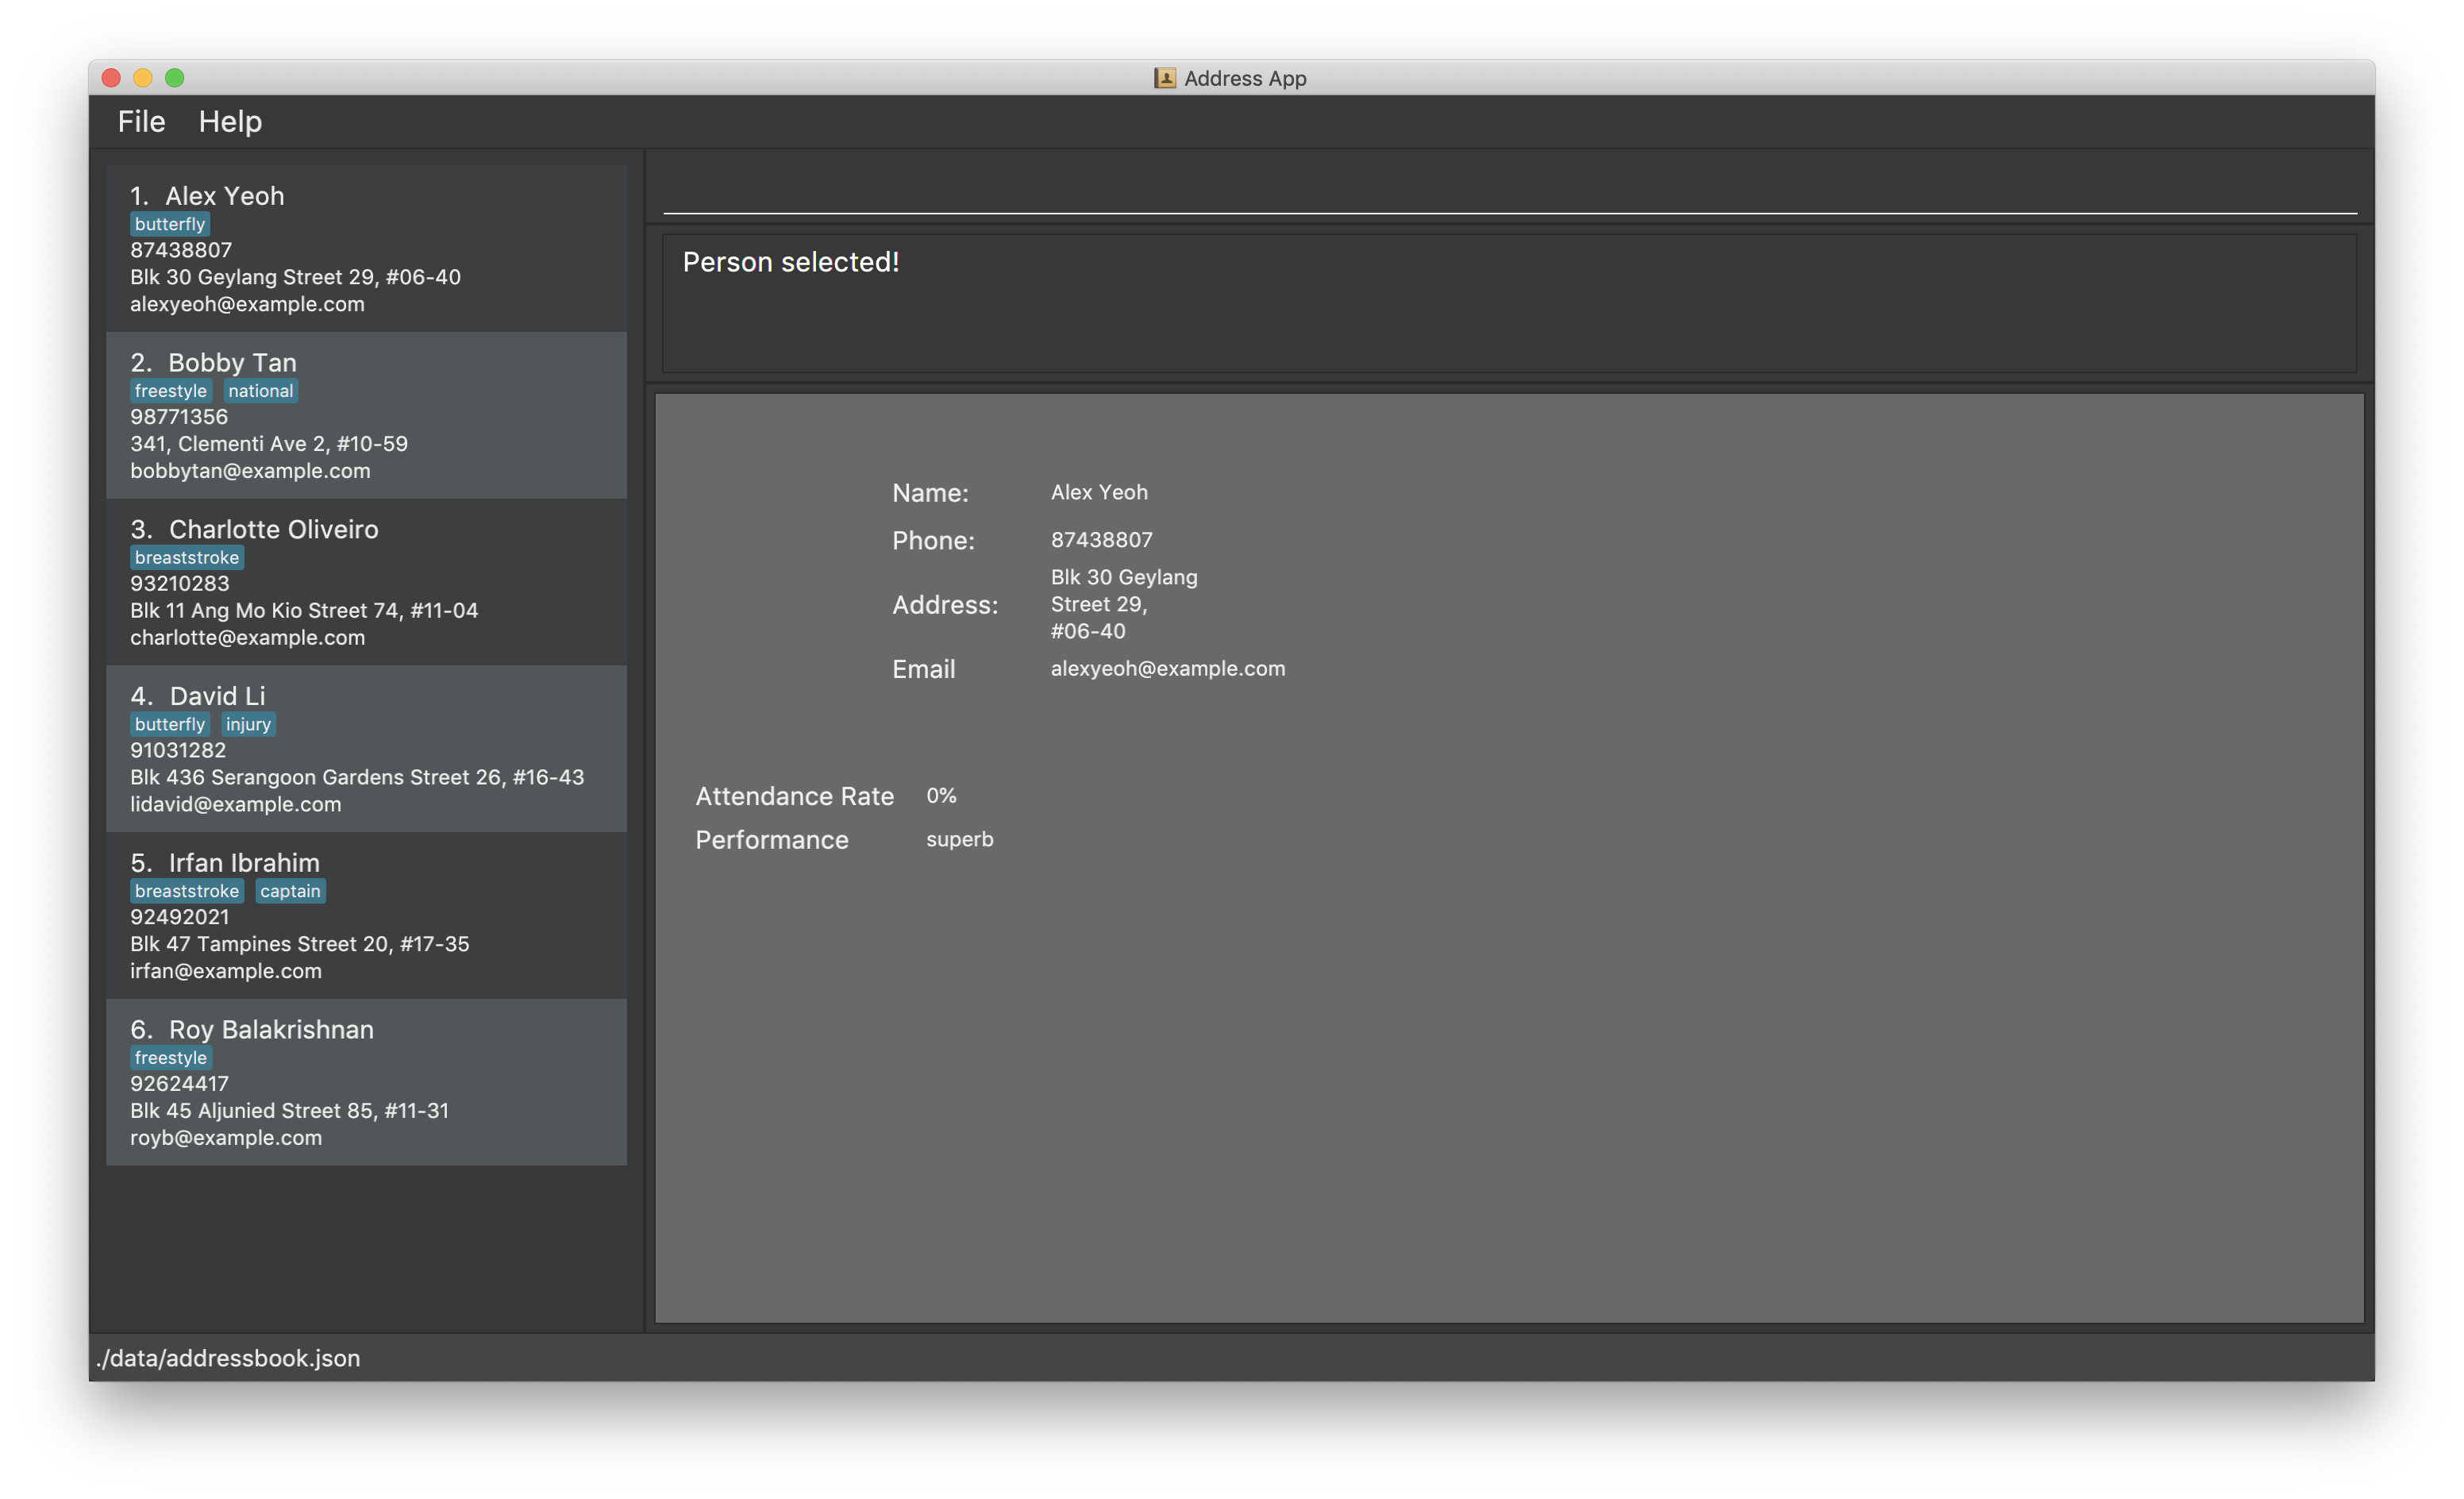 Address App
File Help
1. Alex Yeoh
butterfly
87438807
Blk 30 Geylang Street 29, #06-40
alexyeoh@example.com
2. Bobby Tan
freestyle national
98771356
341, Clementi Ave 2, #10-59
bobbytan@example.com
3. Charlotte Oliveiro
breaststroke
93210283
Blk 11 Ang Mo Kio Street 74, #11-04
charlotte@example.com
4. David Li
butterfly injury
91031282
Blk 436 Serangoon Gardens Street 26, #16-43
lidavid@example.com
5. Irfan Ibrahim
breaststroke captain
92492021
Blk 47 Tampines Street 20, #17-35
irfan@example.com
6. Roy Balakrishnan
freestyle
92624417
Blk 45 Aljunied Street 85, #11-31
royb@example.com
Person selected!
Name: Alex Yeoh
Phone: 87438807
Address: Blk 30 Geylang
Street 29,
#06-40
Email alexyeoh@example.com
Attendance Rate 0%
Performance superb
./data/addressbook.json